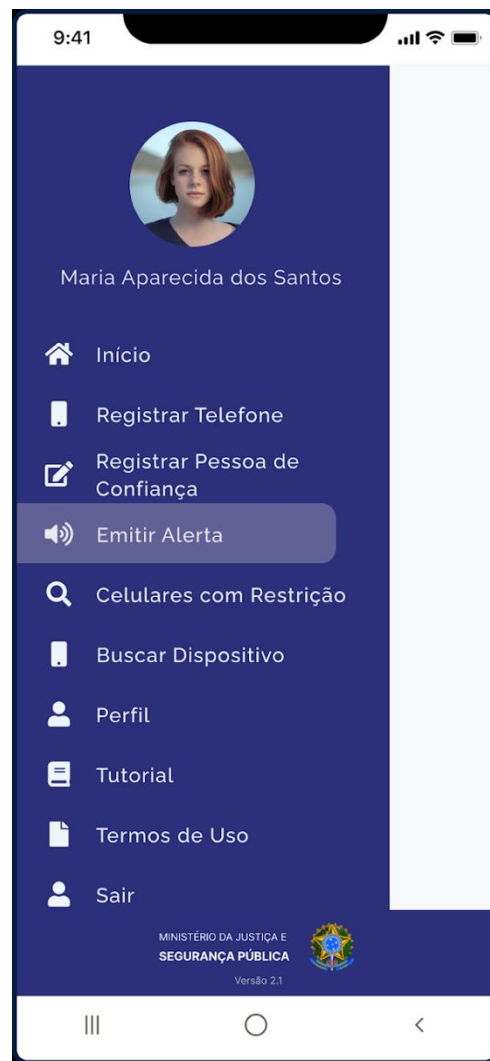 9:41
Maria Aparecida dos Santos
Início
Registrar Telefone
Registrar Pessoa de
Confiança
Emitir Alerta
Celulares com Restrição
Buscar Dispositivo
Perfil
Tutorial
Termos de Uso
Sair
MINISTÉRIO DA JUSTIÇA E
SEGURANÇA PÚBLICA
Versão 2.1